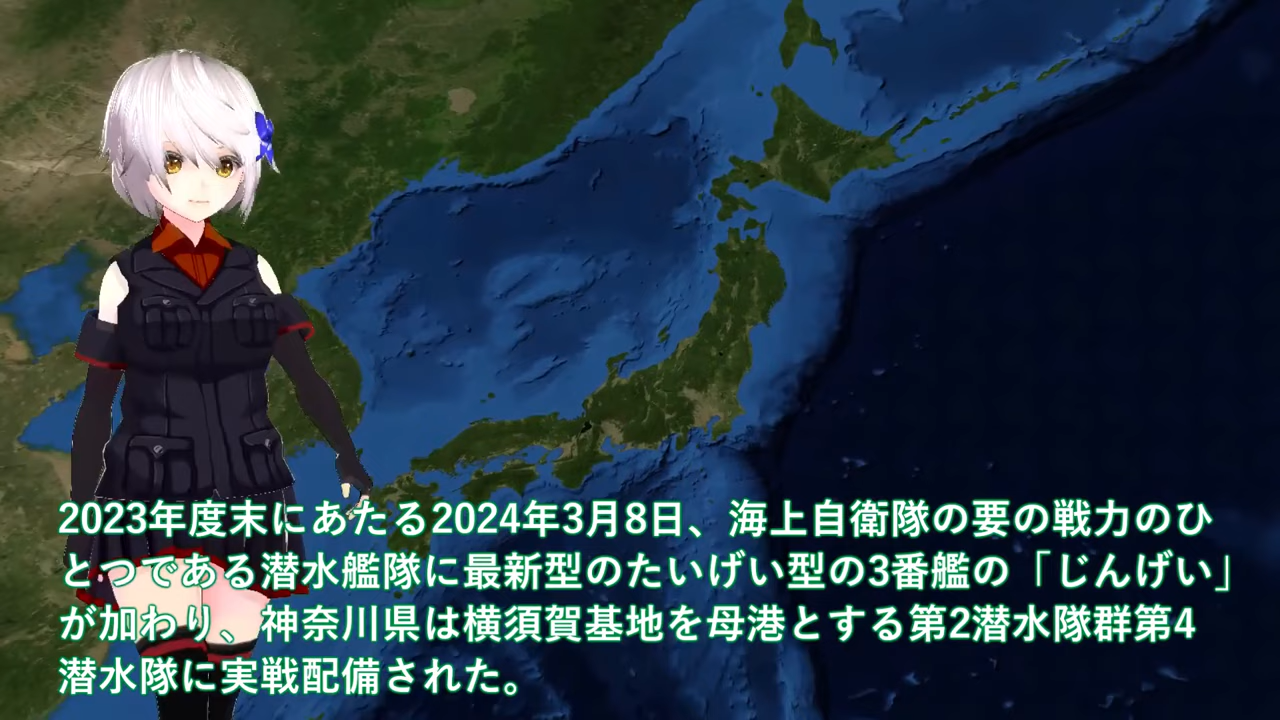 2023年度末にあたる2024年3月8日、海上自衛隊の要の戦力のひ
とつである潜水艦隊に最新型のたいげい型の3番艦の「じんげい」
が加わり、神奈川県は横須賀基地を母港とする第2潜水隊群第4
潜水隊に実戦配備された。